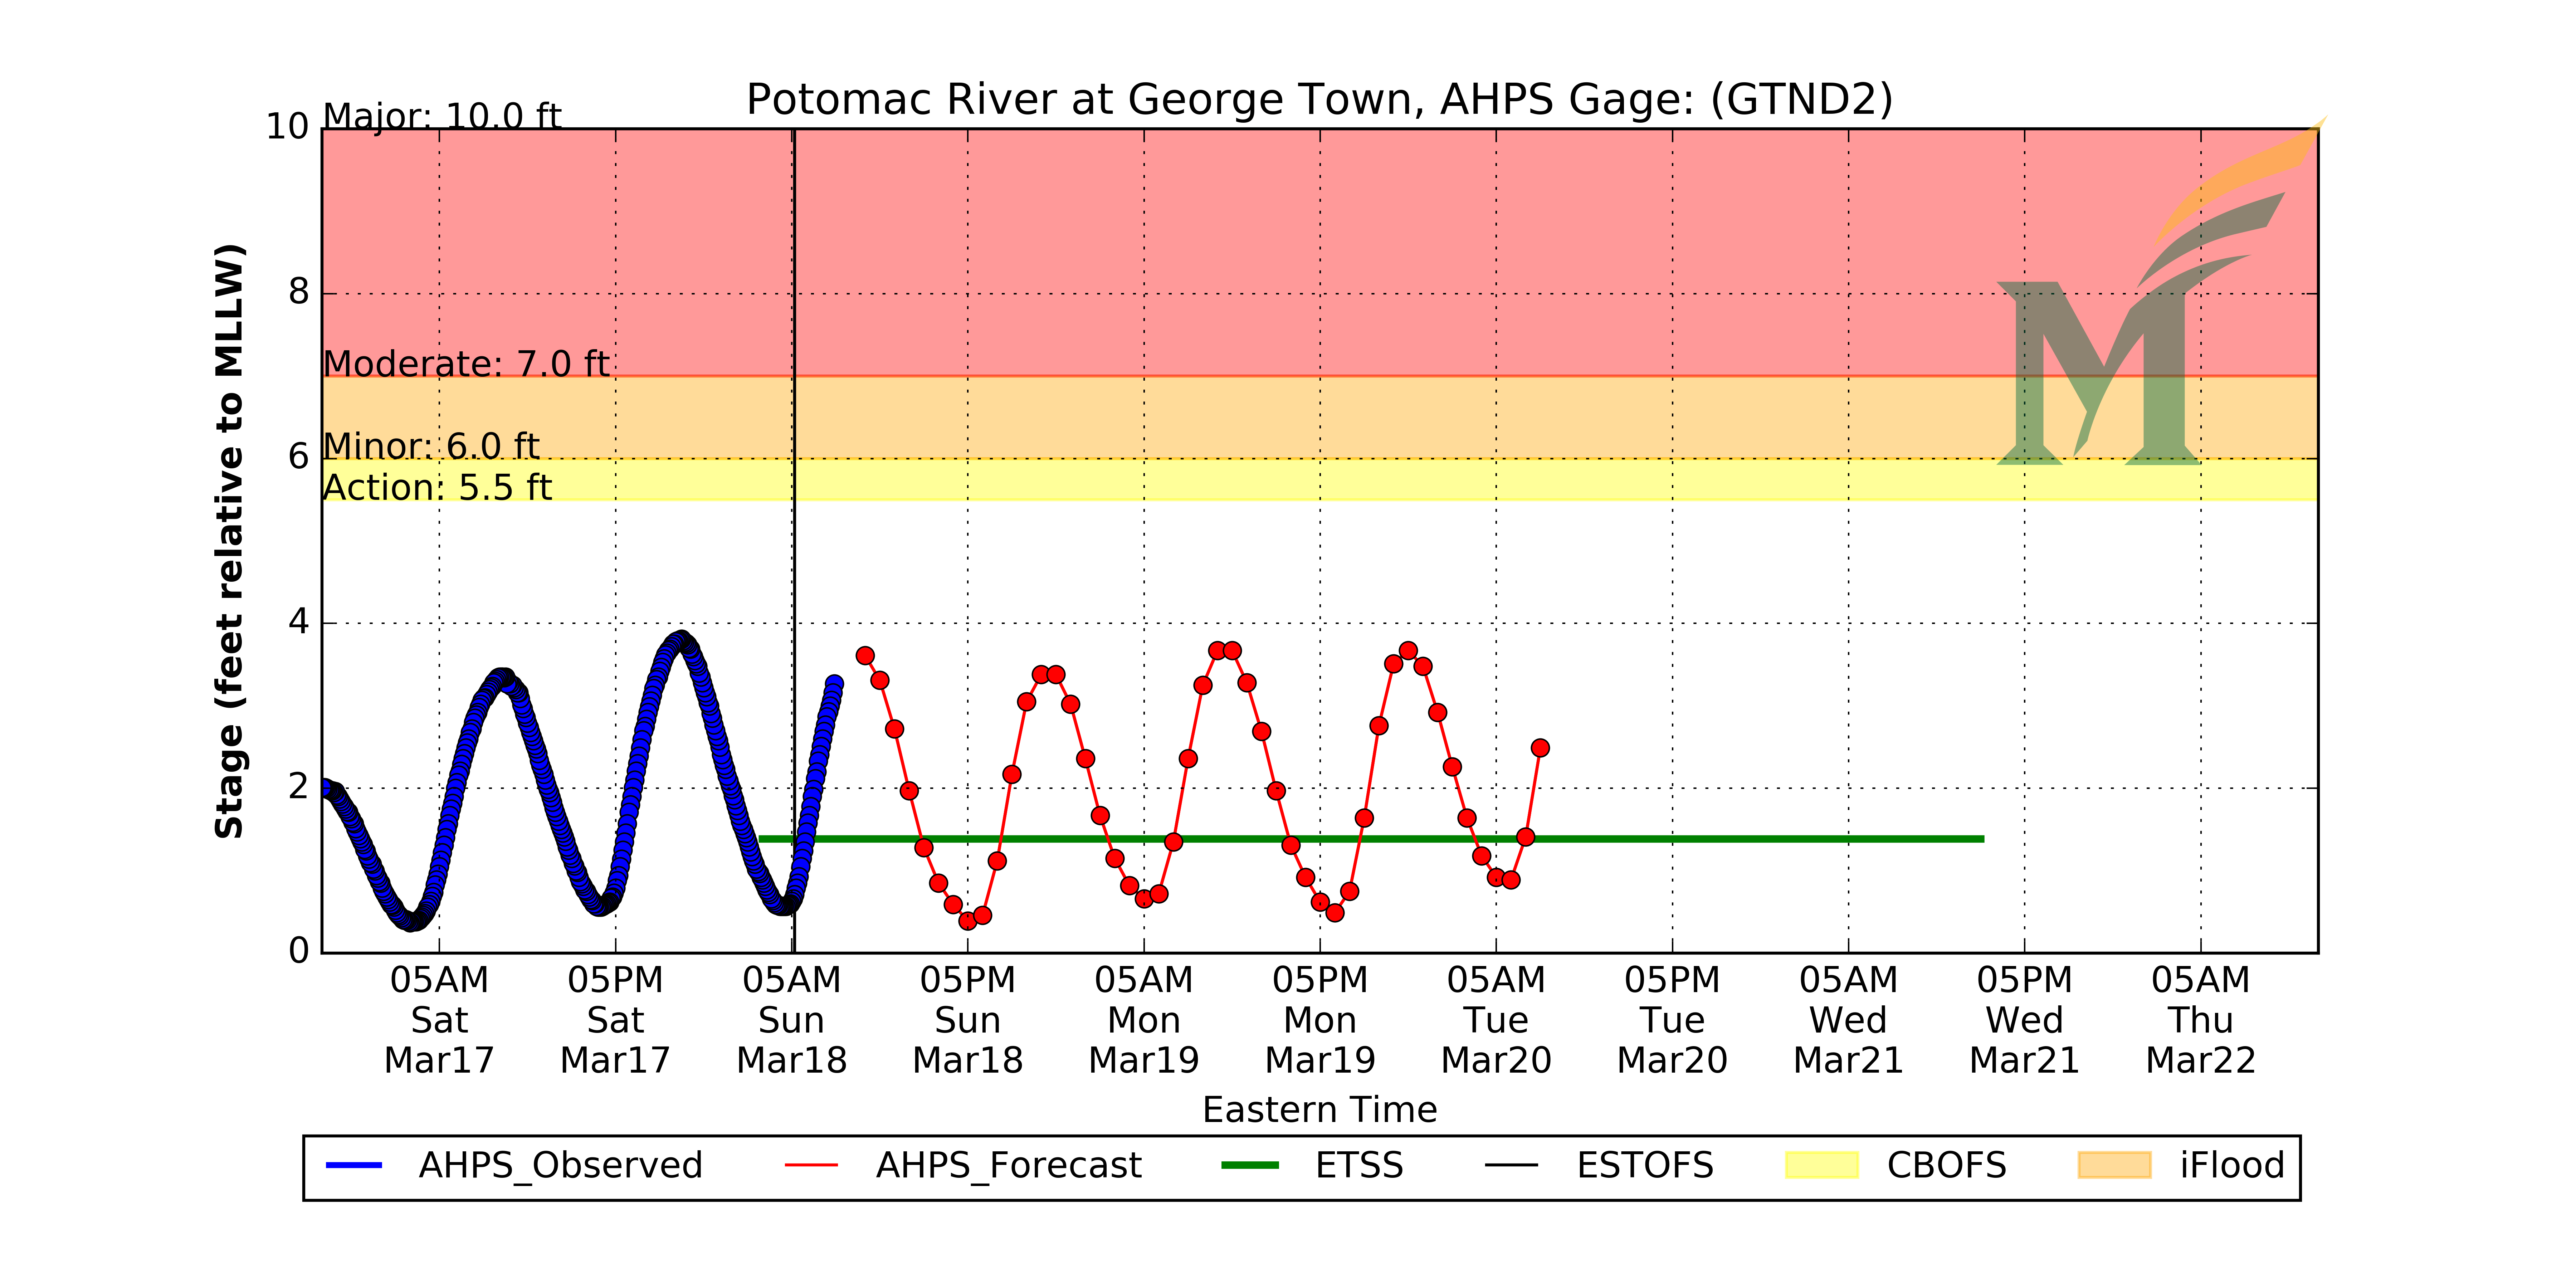 Potomac River at George Town, AHPS Gage: (GTND2)
Major: 10.0 ft
Moderate: 7.0 ft
Minor: 6.0 ft
Action: 5.5 ft
10
8
6
4
2
0
Stage (feet relative to MLLW)
05AM 05PM 05AM 05PM 05AM 05PM 05AM 05PM 05AM 05PM 05AM
Sat Sat Sun Sun Mon Mon Tue Tue Wed Wed Thu
Mar17 Mar17 Mar18 Mar18 Mar19 Mar19 Mar20 Mar20 Mar21 Mar21 Mar22
Eastern Time
AHPS_Observed AHPS_Forecast ETSS ESTOFS CBOFS iFlood
M